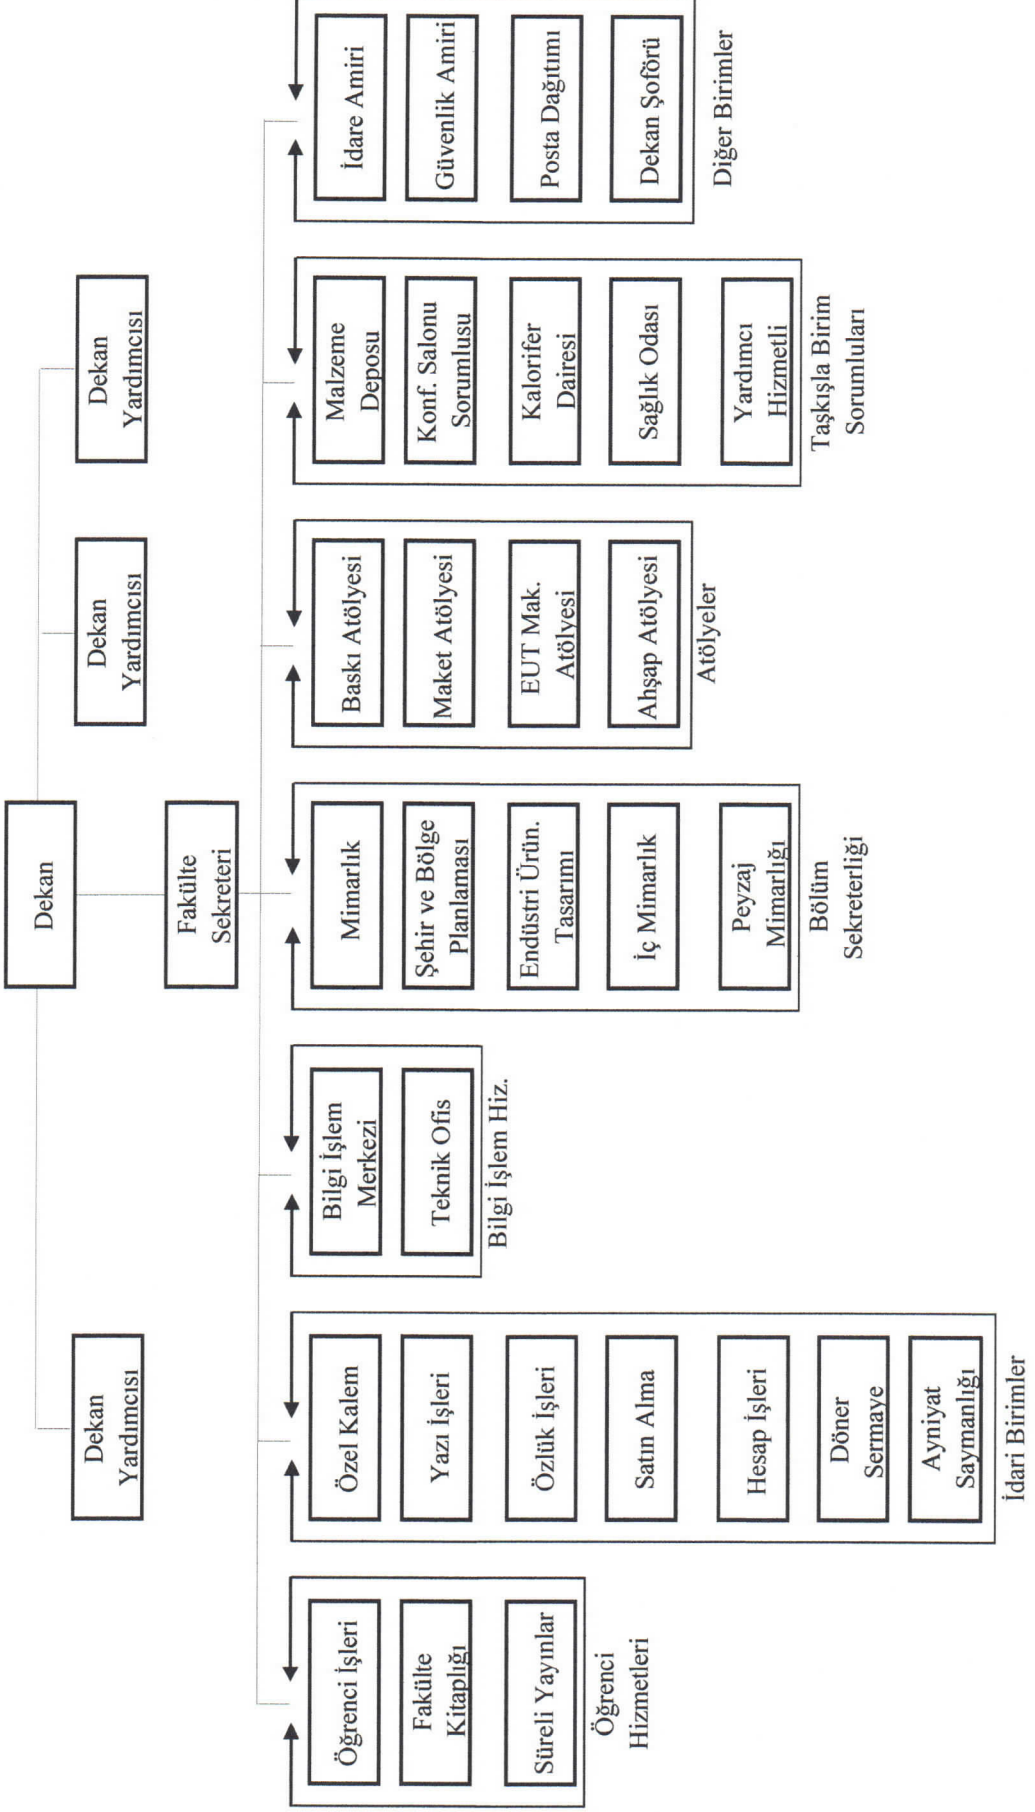 Dekan
Dekan
Yardımcısı
Dekan
Yardımcısı
Dekan
Yardımcısı
Fakülte
Sekreteri
Öğrenci İşleri
Fakülte
Kitaplığı
Süreli Yayınlar
Öğrenci
Hizmetleri
Özel Kalem
Yazı İşleri
Özlük İşleri
Satın Alma
Hesap İşleri
Döner
Sermaye
Ayniyat
Saymanlığı
İdari Birimler
Bilgi İşlem
Merkezi
Teknik Ofis
Bilgi İşlem Hiz.
Mimarlık
Şehir ve Bölge
Planlaması
Endüstri Ürün.
Tasarımı
İç Mimarlık
Peyzaj
Mimarlığı
Bölüm
Sekreterliği
Baskı Atölyesi
Maket Atölyesi
EUT Mak.
Atölyesi
Ahşap Atölyesi
Atölyeler
Malzeme
Deposu
Konf. Salonu
Sorumlusu
Kalorifer
Dairesi
Sağlık Odası
Yardımcı
Hizmetli
Taşkışla Birim
Sorumluları
İdare Amiri
Güvenlik Amiri
Posta Dağıtımı
Dekan Şoförü
Diğer Birimler